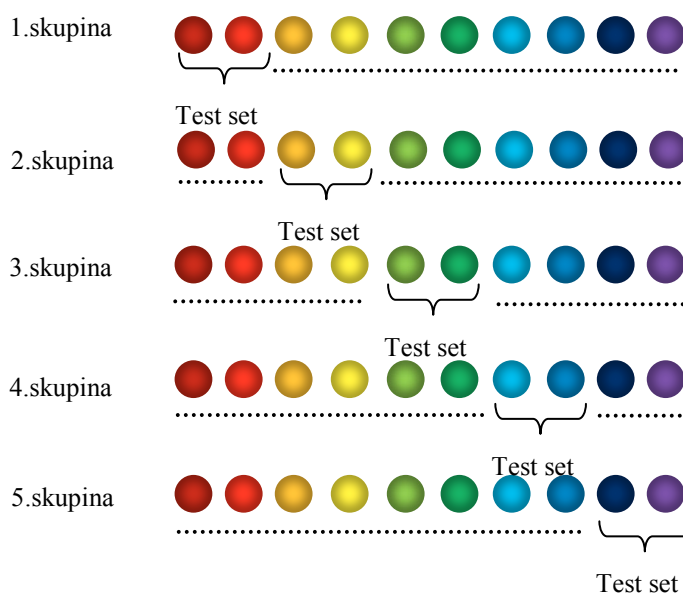 1.skupina
Test set
2.skupina
Test set
3.skupina
Test set
4.skupina
Test set
5.skupina
Test set